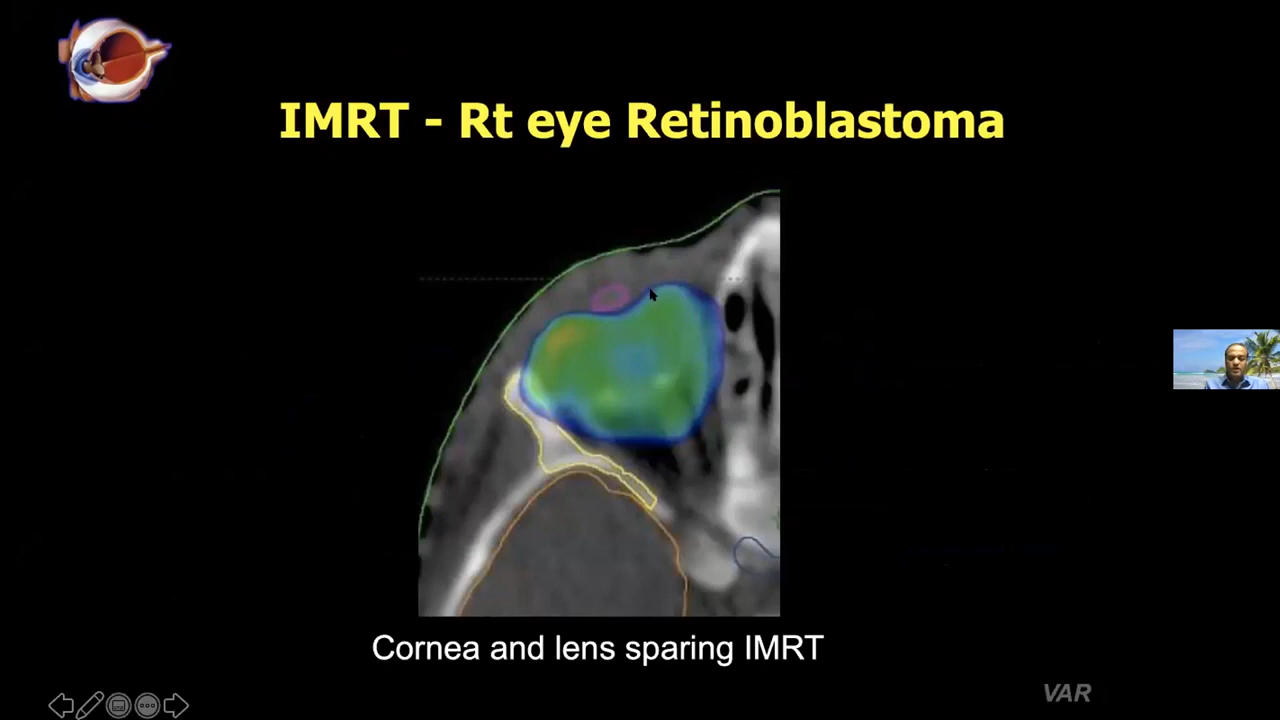 IMRT - Rt eye Retinoblastoma
Cornea and lens sparing IMRT
VAR